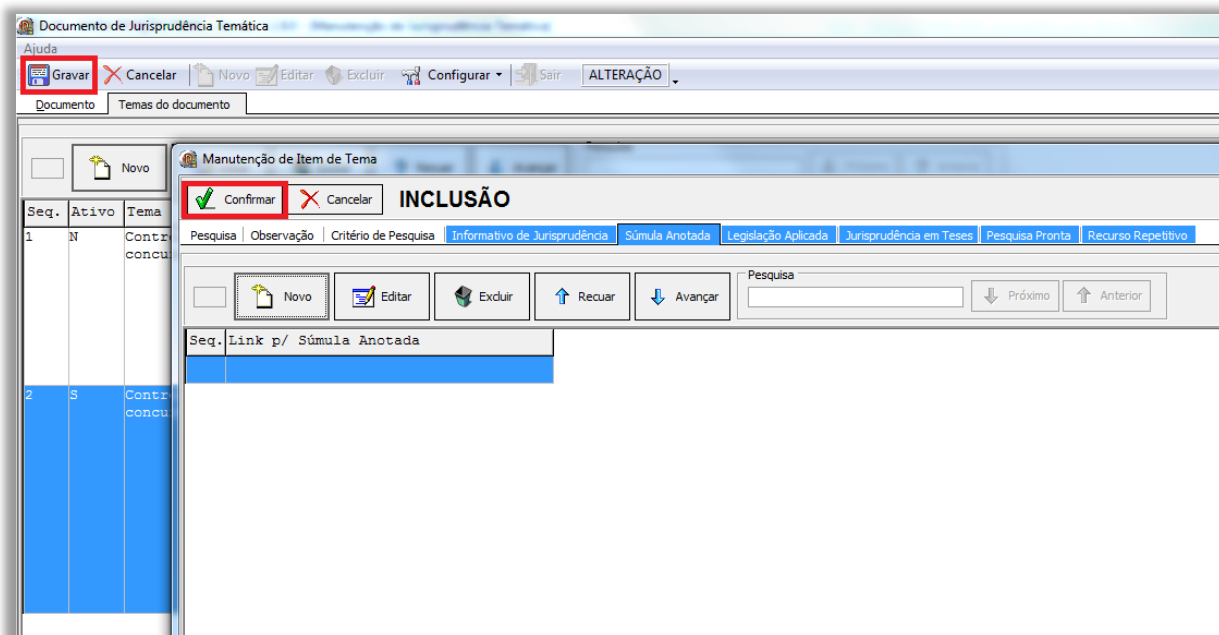 Documento de Jurisprudência Temática
Ajuda
Gravar Cancelar Novo Editar Excluir Configurar Sair ALTERAÇÃO
Documento Temas do documento
Novo
Seq. Ativo Tema
1 N Contr
concu
2 S Contr
concu
Manutenção de Item de Tema
Confirmar Cancelar INCLUSÃO
Pesquisa Observação Critério de Pesquisa Informativo de Jurisprudência Súmula Anotada Legislação Aplicada Jurisprudência em Teses Pesquisa Pronta Recurso Repetitivo
Novo Editar Excluir Recuar Avançar Pesquisa Próximo Anterior
Seq. Link p/ Súmula Anotada